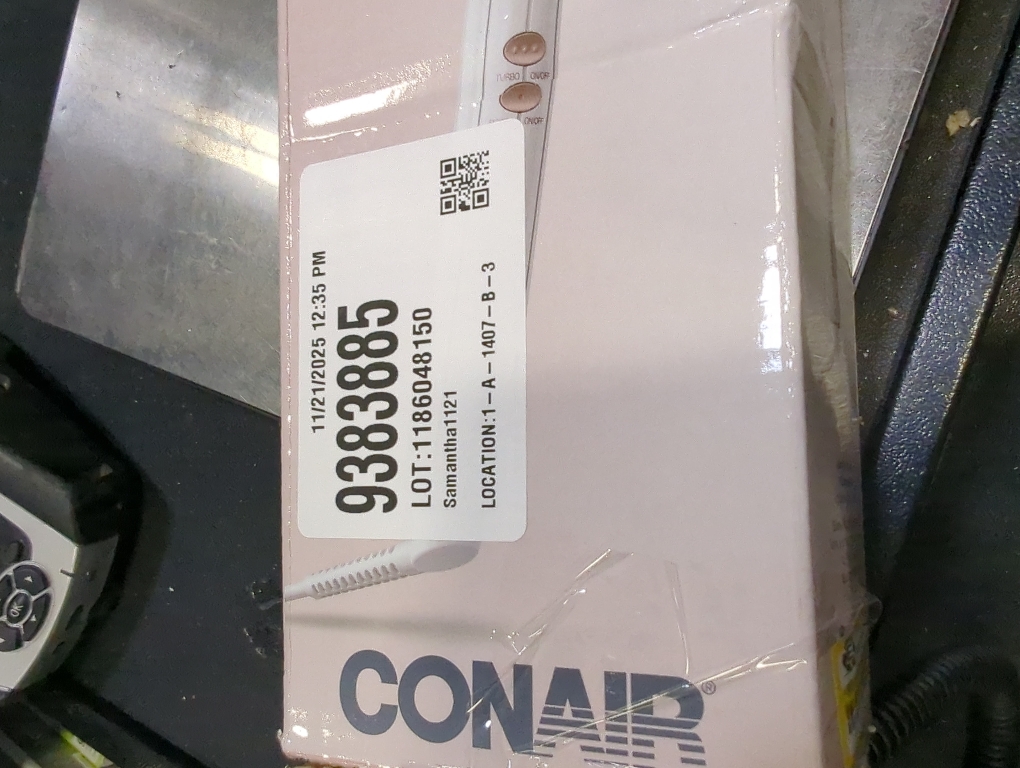 TURBO ON/OFF
ON/OFF
11/21/2025 12:35 PM
9383885
LOT:1186048150
Samantha1121
LOCATION:1-A-1407-B-3
CONAIR®
OK